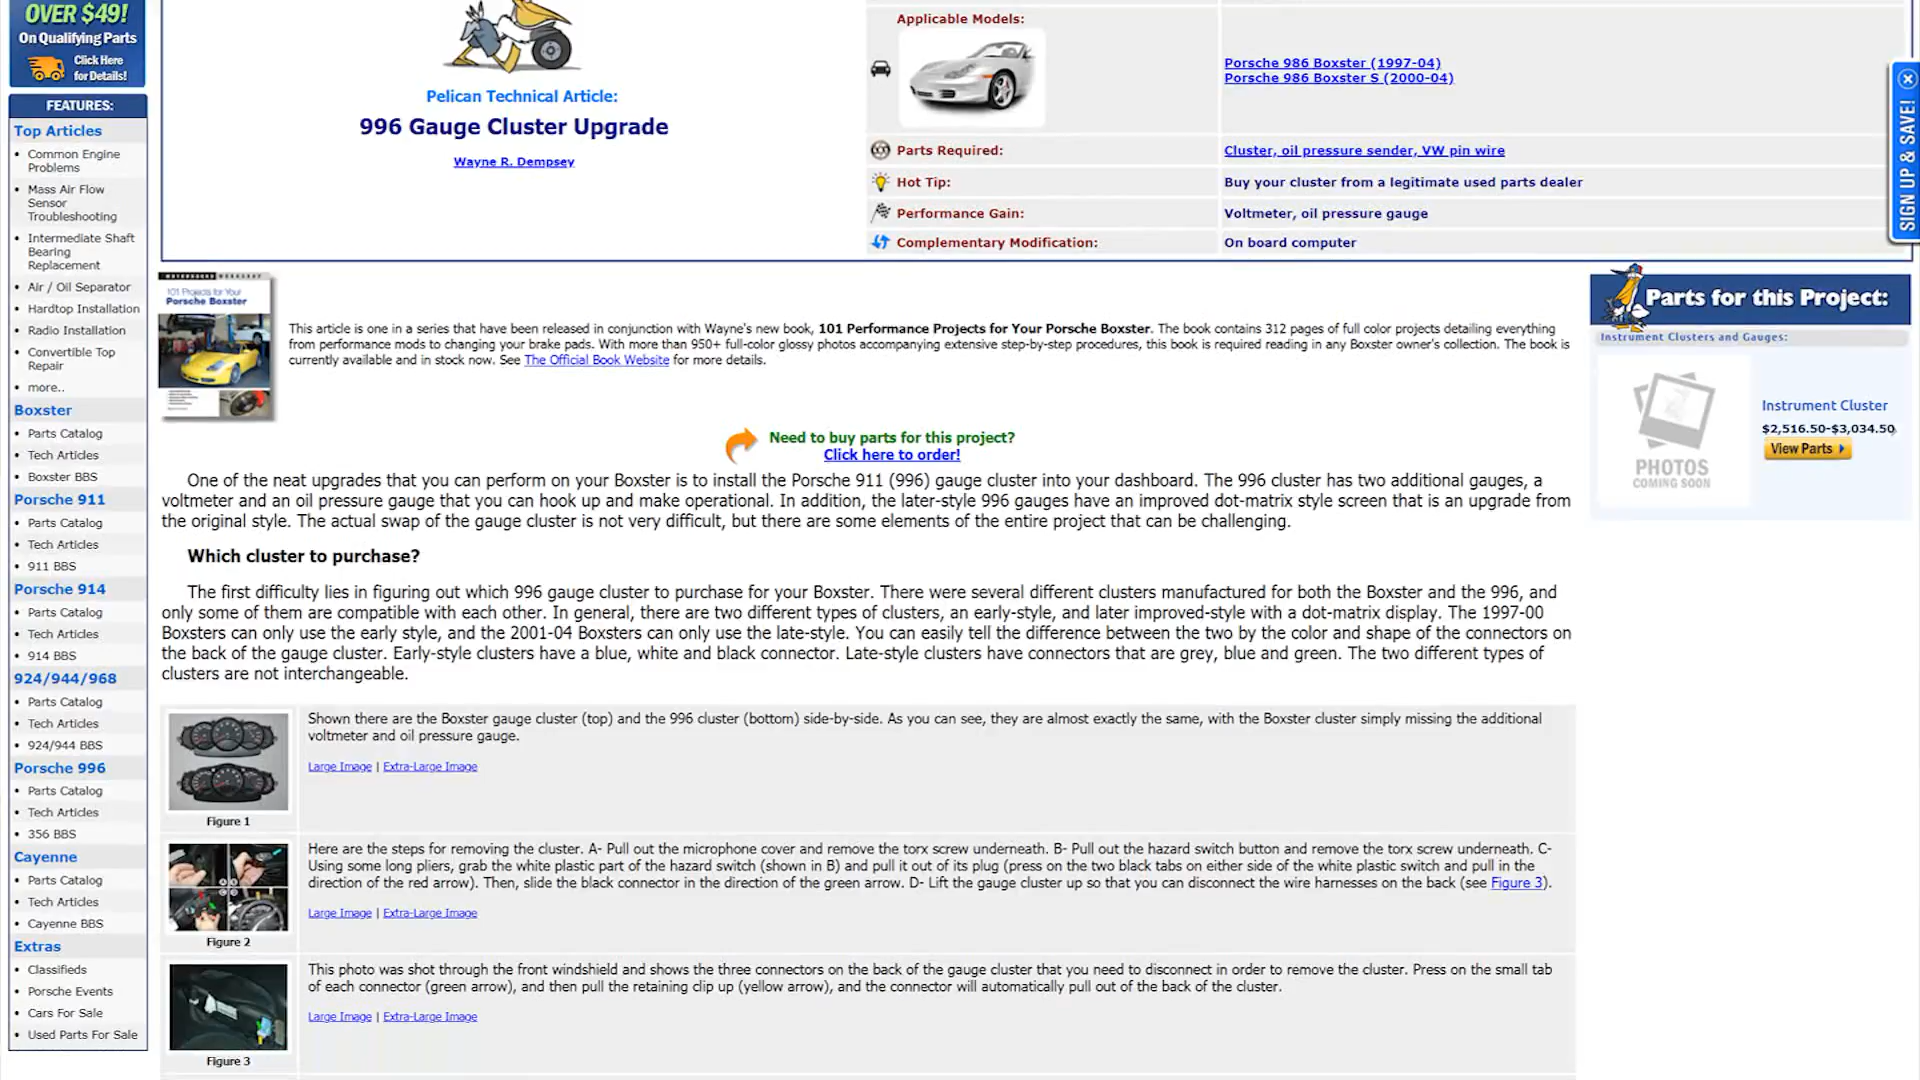 OVER $49!
On Qualifying Parts
Click Here
for Details!
FEATURES:
Top Articles
Common Engine
Problems
Mass Air Flow
Sensor
Troubleshooting
Intermediate Shaft
Bearing
Replacement
Air / Oil Separator
Hardtop Installation
Radio Installation
Convertible Top
Repair
more..
Boxster
Parts Catalog
Tech Articles
Boxster BBS
Porsche 911
Parts Catalog
Tech Articles
911 BBS
Porsche 914
Parts Catalog
Tech Articles
914 BBS
924/944/968
Parts Catalog
Tech Articles
924/944 BBS
Porsche 996
Parts Catalog
Tech Articles
356 BBS
Cayenne
Parts Catalog
Tech Articles
Cayenne BBS
Extras
Classifieds
Porsche Events
Cars For Sale
Used Parts For Sale
Pelican Technical Article:
996 Gauge Cluster Upgrade
Wayne R. Dempsey
Applicable Models:
Porsche 986 Boxster (1997-04)
Porsche 986 Boxster S (2000-04)
Parts Required:
Cluster, oil pressure sender, VW pin wire
Hot Tip:
Buy your cluster from a legitimate used parts dealer
Performance Gain:
Voltmeter, oil pressure gauge
Complementary Modification:
On board computer
SIGN UP & SAVE!
101 Projects for Your
Porsche Boxster
This article is one in a series that have been released in conjunction with Wayne's new book, 101 Performance Projects for Your Porsche Boxster. The book contains 312 pages of full color projects detailing everything
from performance mods to changing your brake pads. With more than 950+ full-color glossy photos accompanying extensive step-by-step procedures, this book is required reading in any Boxster owner's collection. The book is
currently available and in stock now. See The Official Book Website for more details.
Need to buy parts for this project?
Click here to order!
One of the neat upgrades that you can perform on your Boxster is to install the Porsche 911 (996) gauge cluster into your dashboard. The 996 cluster has two additional gauges, a
voltmeter and an oil pressure gauge that you can hook up and make operational. In addition, the later-style 996 gauges have an improved dot-matrix style screen that is an upgrade from
the original style. The actual swap of the gauge cluster is not very difficult, but there are some elements of the entire project that can be challenging.
Which cluster to purchase?
The first difficulty lies in figuring out which 996 gauge cluster to purchase for your Boxster. There were several different clusters manufactured for both the Boxster and the 996, and
only some of them are compatible with each other. In general, there are two different types of clusters, an early-style, and later improved-style with a dot-matrix display. The 1997-00
Boxsters can only use the early style, and the 2001-04 Boxsters can only use the late-style. You can easily tell the difference between the two by the color and shape of the connectors on
the back of the gauge cluster. Early-style clusters have a blue, white and black connector. Late-style clusters have connectors that are grey, blue and green. The two different types of
clusters are not interchangeable.
Shown there are the Boxster gauge cluster (top) and the 996 cluster (bottom) side-by-side. As you can see, they are almost exactly the same, with the Boxster cluster simply missing the additional
voltmeter and oil pressure gauge.
Large Image | Extra-Large Image
Figure 1
Here are the steps for removing the cluster. A- Pull out the microphone cover and remove the torx screw underneath. B- Pull out the hazard switch button and remove the torx screw underneath. C-
Using some long pliers, grab the white plastic part of the hazard switch (shown in B) and pull it out of its plug (press on the two black tabs on either side of the white plastic switch and pull in the
direction of the red arrow). Then, slide the black connector in the direction of the green arrow. D- Lift the gauge cluster up so that you can disconnect the wire harnesses on the back (see Figure 3).
Large Image | Extra-Large Image
Figure 2
This photo was shot through the front windshield and shows the three connectors on the back of the gauge cluster that you need to disconnect in order to remove the cluster. Press on the small tab
of each connector (green arrow), and then pull the retaining clip up (yellow arrow), and the connector will automatically pull out of the back of the cluster.
Large Image | Extra-Large Image
Figure 3
Parts for this Project:
Instrument Clusters and Gauges:
PHOTOS
COMING SOON
Instrument Cluster
$2,516.50-$3,034.50
View Parts